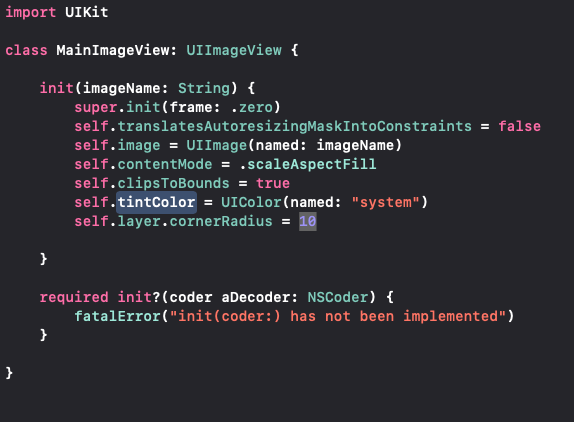 import UIKit
class MainImageView: UIImageView {
init(imageName: String) {
super.init(frame: .zero)
self.translatesAutoresizingMaskIntoConstraints = false
self.image = UIImage(named: imageName)
self.contentMode = .scaleAspectFill
self.clipsToBounds = true
self.tintColor = UIColor(named: "system")
self.layer.cornerRadius = 10
}
required init?(coder aDecoder: NSCoder) {
fatalError("init(coder:) has not been implemented")
}
}